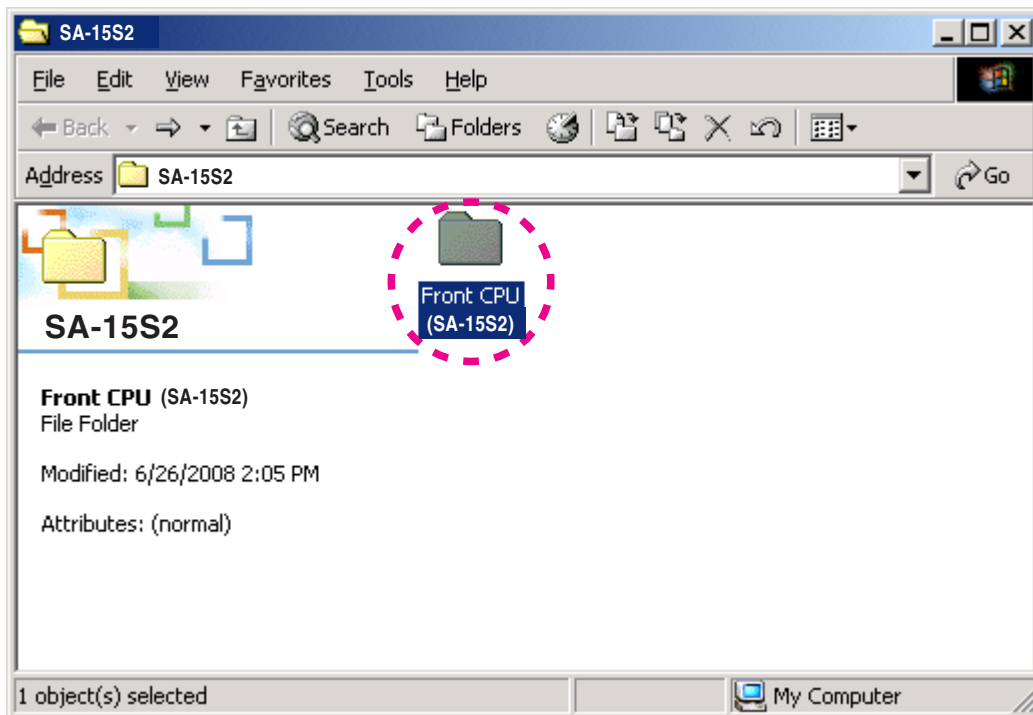 SA-15S2
File Edit View Favorites Tools Help
Back Search Folders
Address SA-15S2 Go
Front CPU
(SA-15S2)
SA-15S2
Front CPU (SA-15S2)
File Folder
Modified: 6/26/2008 2:05 PM
Attributes: (normal)
1 object(s) selected My Computer